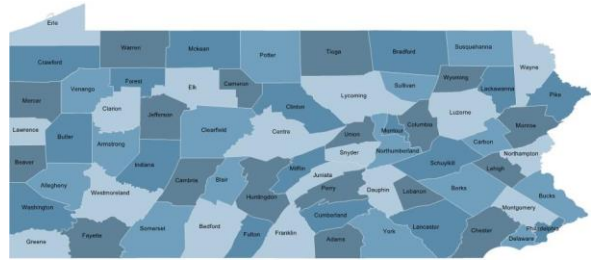 Erie
Warren
McKean
Potter
Tioga
Bradford
Susquehanna
Wayne
Crawford
Forest
Elk
Cameron
Venango
Clarion
Jefferson
Clinton
Lycoming
Sullivan
Wyoming
Lackawanna
Pike
Mercer
Lawrence
Butler
Armstrong
Clearfield
Centre
Union
Montour
Columbia
Luzerne
Monroe
Carbon
Beaver
Indiana
Snyder
Northumberland
Schuylkill
Northampton
Lehigh
Allegheny
Westmoreland
Cambria
Blair
Huntingdon
Mifflin
Juniata
Perry
Dauphin
Lebanon
Berks
Bucks
Montgomery
Washington
Somerset
Bedford
Fulton
Franklin
Cumberland
Adams
York
Lancaster
Chester
Delaware
Philadelphia
Greene
Fayette